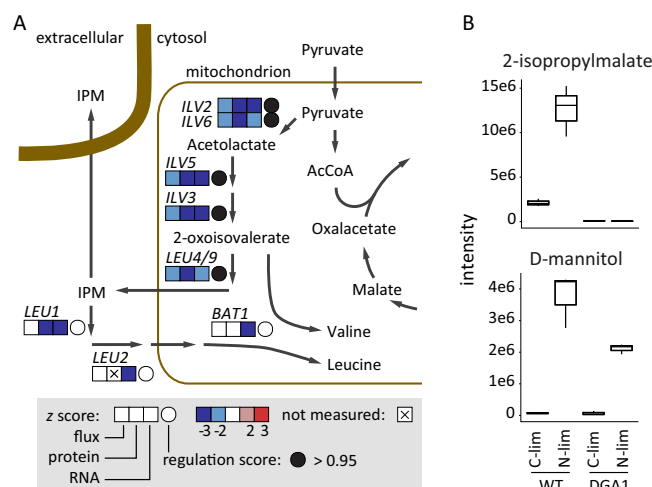 A
extracellular
cytosol
Pyruvate
mitochondrion
IPM
ILV2
ILV6
Pyruvate
Acetolactate
ILV5
AcCoA
ILV3
Oxalacetate
2-oxoisovalerate
LEU4/9
IPM
Malate
LEU1
BAT1
Valine
LEU2
Leucine
z score:
flux
protein
RNA
-3 -2 2 3
not measured:
regulation score: > 0.95
B
2-isopropylmalate
15e6
10e6
5e6
0
intensity
D-mannitol
4e6
2e6
1e6
0
C-lim
N-lim
C-lim
N-lim
WT
DGA1